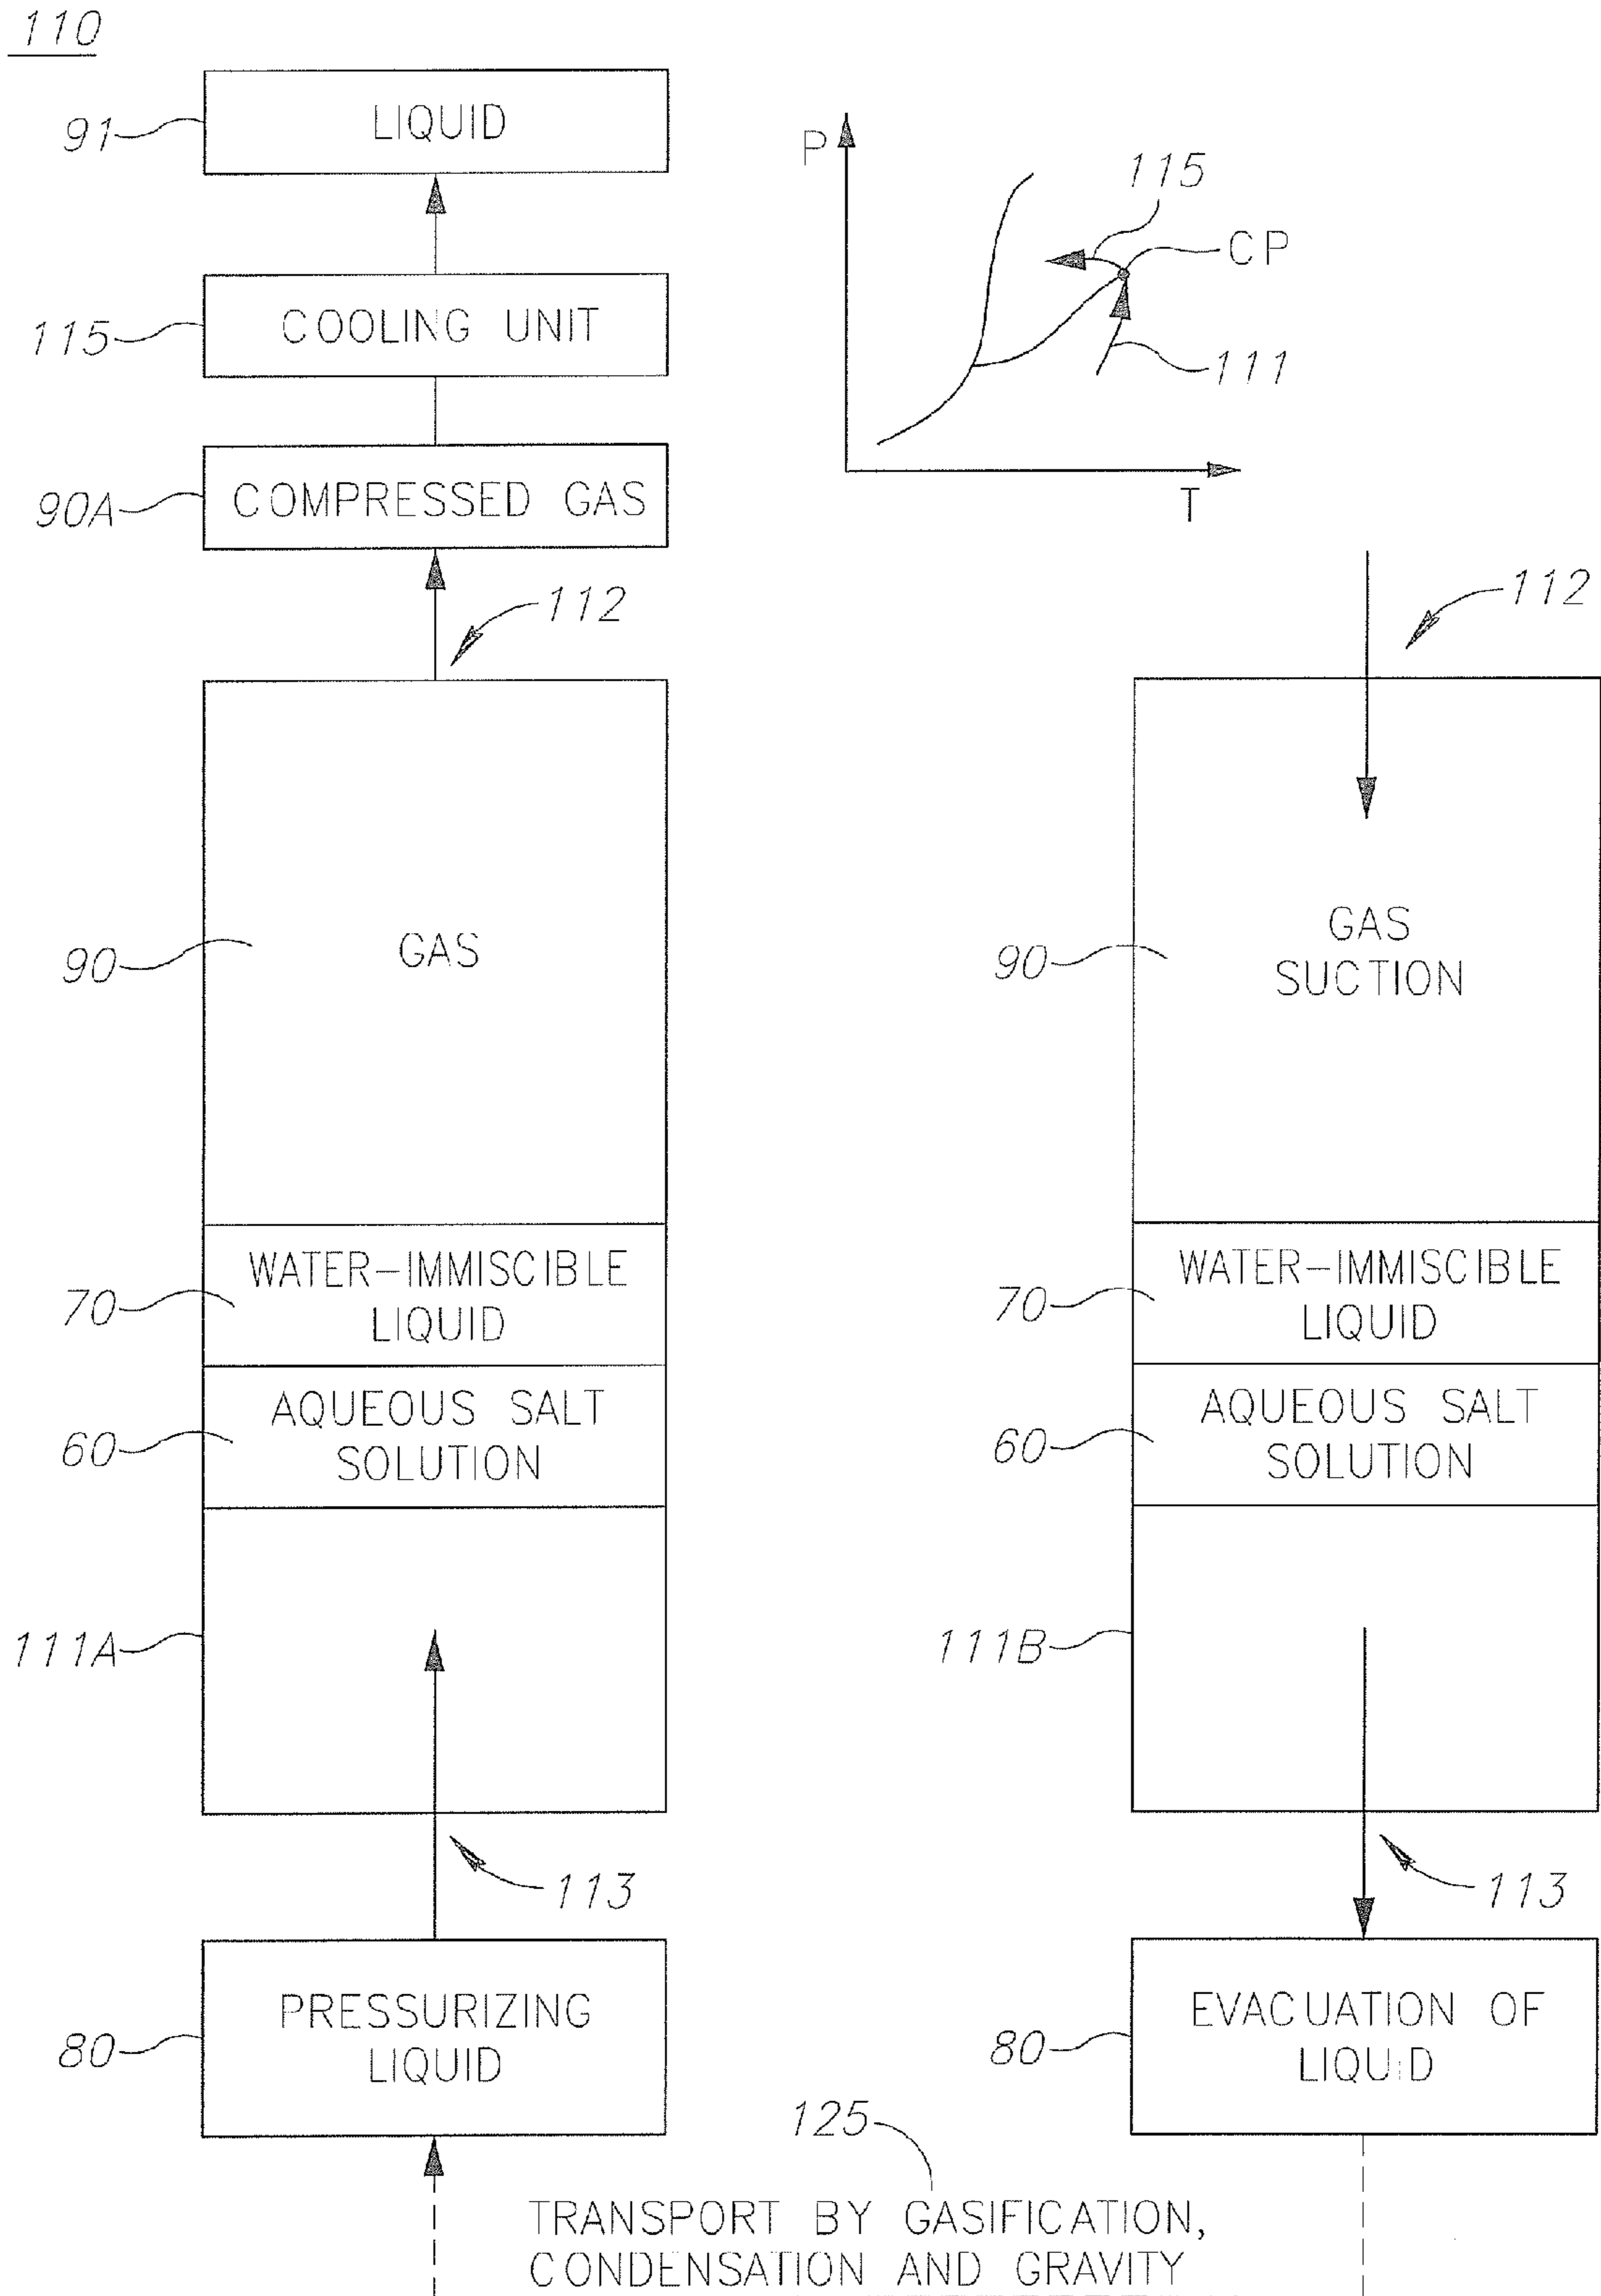 110
91
LIQUID
115
COOLING UNIT
90A
COMPRESSED GAS
112
P
115
CP
111
T
112
90
GAS
90
GAS
SUCTION
70
WATER-IMMISCIBLE
LIQUID
70
WATER-IMMISCIBLE
LIQUID
60
AQUEOUS SALT
SOLUTION
60
AQUEOUS SALT
SOLUTION
111A
111B
113
113
80
PRESSURIZING
LIQUID
80
EVACUATION OF
LIQUID
125
TRANSPORT BY GASIFICATION,
CONDENSATION AND GRAVITY